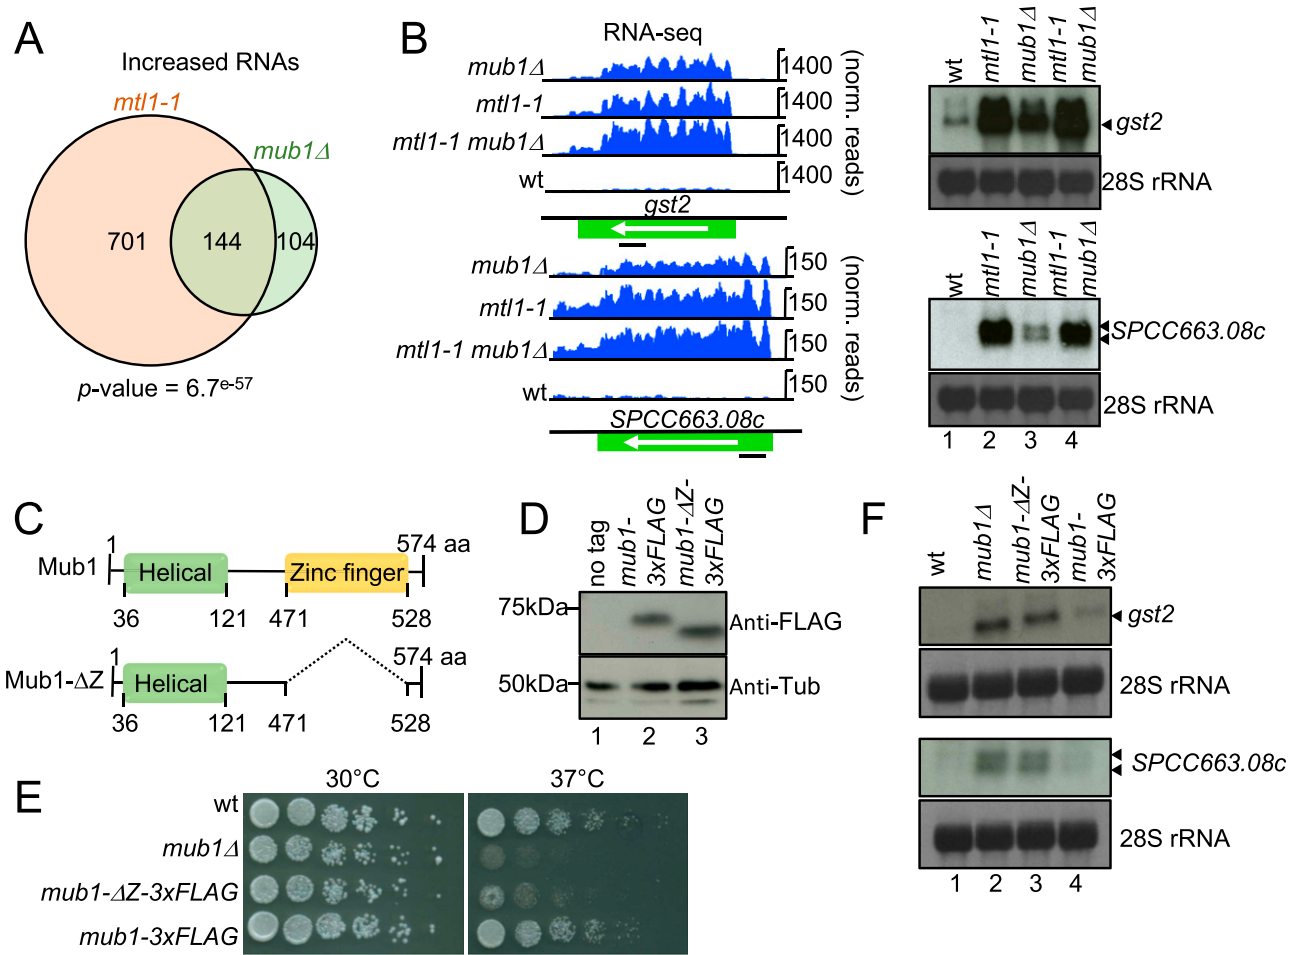 A
Increased RNAs
mtl1-1
mub1Δ
701
144
104
p-value = 6.7e-57
B
RNA-seq
mub1Δ
1400
mtl1-1
1400
mtl1-1 mub1Δ
1400
wt
1400
(norm. reads)
gst2
mub1Δ
150
mtl1-1
150
mtl1-1 mub1Δ
150
wt
150
(norm. reads)
SPCC663.08c
wt
mtl1-1
mub1Δ
mtl1-1
mub1Δ
gst2
28S rRNA
wt
mtl1-1
mub1Δ
mtl1-1
mub1Δ
SPCC663.08c
28S rRNA
1 2 3 4
C
1
574 aa
Mub1
Helical
Zinc finger
36 121 471 528
1
574 aa
Mub1-ΔZ
Helical
36 121 471 528
D
no tag
mub1-
3xFLAG
mub1-ΔZ-
3xFLAG
75kDa
Anti-FLAG
50kDa
Anti-Tub
1 2 3
E
30°C
37°C
wt
mub1Δ
mub1-ΔZ-3xFLAG
mub1-3xFLAG
F
wt
mub1Δ
mub1-ΔZ-
3xFLAG
mub1-
3xFLAG
gst2
28S rRNA
SPCC663.08c
28S rRNA
1 2 3 4